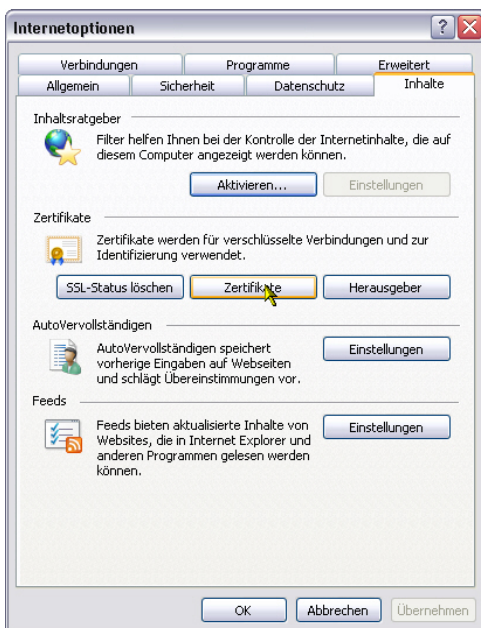 Internetoptionen
Verbindungen Programme Erweitert
Allgemein Sicherheit Datenschutz Inhalte
Inhaltsratgeber
Filter helfen Ihnen bei der Kontrolle der Internetinhalte, die auf
diesem Computer angezeigt werden können.
Aktivieren... Einstellungen
Zertifikate
Zertifikate werden für verschlüsselte Verbindungen und zur
Identifizierung verwendet.
SSL-Status löschen Zertifikate Herausgeber
AutoVervollständigen
AutoVervollständigen speichert
vorherige Eingaben auf Webseiten
und schlägt Übereinstimmungen vor.
Einstellungen
Feeds
Feeds bieten aktualisierte Inhalte von
Websites, die in Internet Explorer und
anderen Programmen gelesen werden
können.
Einstellungen
OK Abbrechen Übernehmen